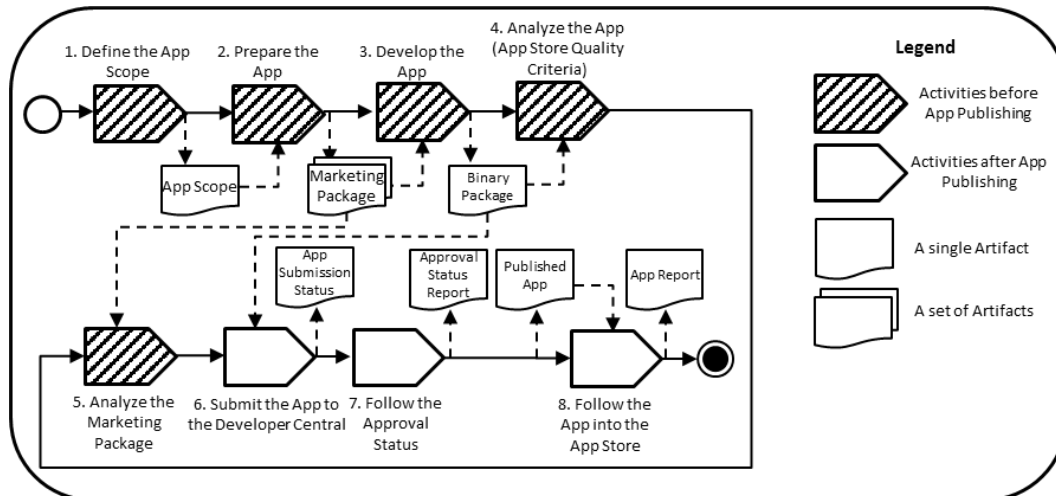 1. Define the App
Scope
2. Prepare the
App
3. Develop the
App
4. Analyze the App
(App Store Quality
Criteria)
App Scope
Marketing
Package
Binary
Package
App
Submission
Status
Approval
Status
Report
Published
App
App Report
5. Analyze the
Marketing
Package
6. Submit the App to
the Developer Central
7. Follow the
Approval
Status
8. Follow the
App into the
App Store
Legend
Activities before
App Publishing
Activities after App
Publishing
A single Artifact
A set of Artifacts